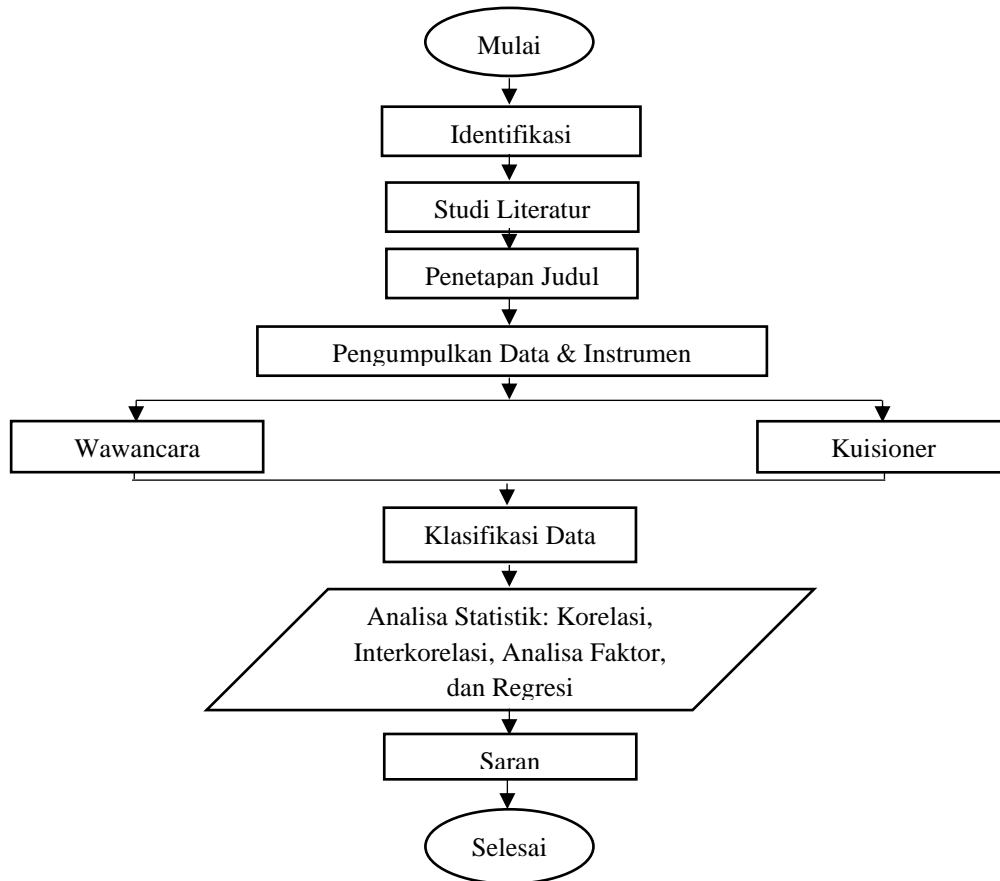 Mulai
Identifikasi
Studi Literatur
Penetapan Judul
Pengumpulkan Data & Instrumen
Wawancara
Kuisioner
Klasifikasi Data
Analisa Statistik: Korelasi,
Interkorelasi, Analisa Faktor,
dan Regresi
Saran
Selesai